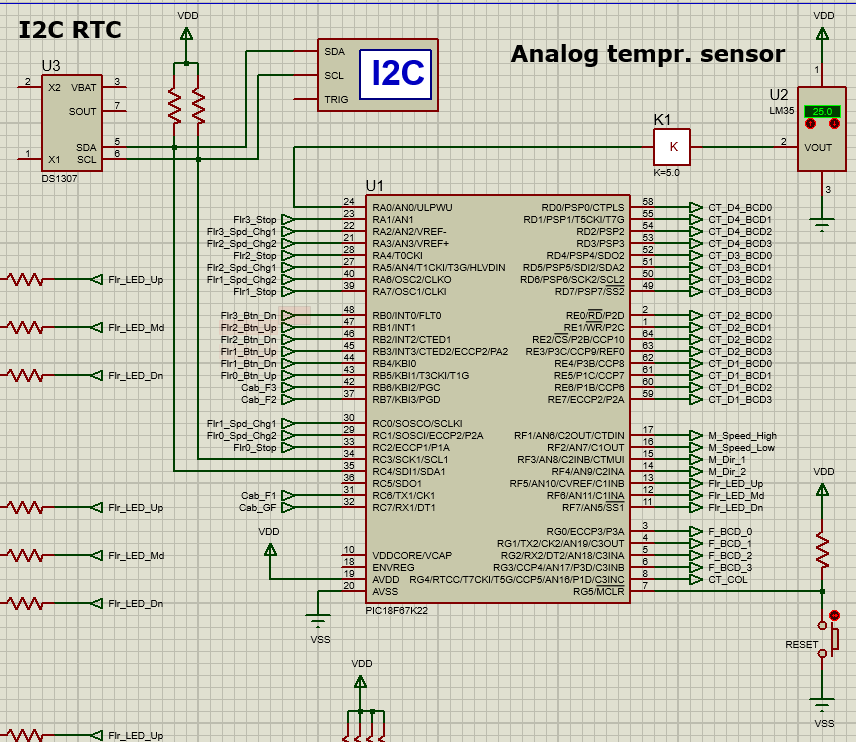 I2C RTC
VDD
U3
2 X2 VBAT 3
SOUT 7
SDA 5
1 X1 SCL 6
DS1307
SDA
SCL
TRIG
I2C
Analog tempr. sensor
VDD
1
U2
LM35
25.0
2 VOUT
3
K1
K
K=5.0
U1
24 RA0/AN0/ULPWU RD0/PSP0/CTPLS 58 CT_D4_BCD0
Flr3_Stop 23 RA1/AN1 RD1/PSP1/T5CKI/T7G 55 CT_D4_BCD1
Flr3_Spd_Chg1 22 RA2/AN2/VREF- RD2/PSP2 54 CT_D4_BCD2
Flr2_Spd_Chg2 21 RA3/AN3/VREF+ RD3/PSP3 53 CT_D4_BCD3
Flr2_Stop 28 RA4/T0CKI RD4/PSP4/SDO2 52 CT_D3_BCD0
Flr2_Spd_Chg1 27 RA5/AN4/T1CKI/T3G/HLVDIN RD5/PSP5/SDI2/SDA2 51 CT_D3_BCD1
Flr1_Spd_Chg2 40 RA6/OSC2/CLKO RD6/PSP6/SCK2/SCL2 50 CT_D3_BCD2
Flr1_Stop 39 RA7/OSC1/CLKI RD7/PSP7/SS2 49 CT_D3_BCD3
Flr3_Btn_Dn 48 RB0/INT0/FLT0 RE0/RD/P2D 2 CT_D2_BCD0
Flr2_Btn_Up 47 RB1/INT1 RE1/WR/P2C 1 CT_D2_BCD1
Flr2_Btn_Dn 46 RB2/INT2/CTED1 RE2/CS/P2B/CCP10 64 CT_D2_BCD2
Flr1_Btn_Up 45 RB3/INT3/CTED2/ECCP2/PA2 RE3/P3C/CCP9/REF0 63 CT_D2_BCD3
Flr1_Btn_Dn 44 RB4/KBI0 RE4/P3B/CCP8 62 CT_D1_BCD0
Flr0_Btn_Up 43 RB5/KBI1/T3CKI/T1G RE5/P1C/CCP7 61 CT_D1_BCD1
Cab_F3 42 RB6/KBI2/PGC RE6/P1B/CCP6 60 CT_D1_BCD2
Cab_F2 37 RB7/KBI3/PGD RE7/ECCP2/P2A 59 CT_D1_BCD3
Flr1_Spd_Chg1 30 RC0/SOSCO/SCLKI
Flr0_Spd_Chg2 29 RC1/SOSCI/ECCP2/P2A RF1/AN6/C2OUT/CTDIN 17 M_Speed_High
Flr0_Stop 33 RC2/ECCP1/P1A RF2/AN7/C1OUT 16 M_Speed_Low
34 RC3/SCK1/SCL1 RF3/AN8/C2INB/CTMUI 15 M_Dir_1
35 RC4/SDI1/SDA1 RF4/AN9/C2INA 14 M_Dir_2
36 RC5/SDO1 RF5/AN10/CVREF/C1INB 13 Flr_LED_Up
Cab_F1 31 RC6/TX1/CK1 RF6/AN11/C1INA 12 Flr_LED_Md
Cab_GF 32 RC7/RX1/DT1 RF7/AN5/SS1 11 Flr_LED_Dn
RG0/ECCP3/P3A 3 F_BCD_0
RG1/TX2/CK2/AN19/C3OUT 4 F_BCD_1
10 VDDCORE/VCAP RG2/RX2/DT2/AN18/C3INA 5 F_BCD_2
18 ENVREG RG3/CCP4/AN17/P3D/C3INB 6 F_BCD_3
19 AVDD RG4/RTCC/T7CKI/T5G/CCP5/AN16/P1D/C3INC 8 CT_COL
20 AVSS RG5/MCLR 7
PIC18F67K22
Flr_LED_Up
Flr_LED_Md
Flr_LED_Dn
Flr_LED_Up
Flr_LED_Md
Flr_LED_Dn
Flr_LED_Up
VDD
VSS
VDD
VDD
RESET
VSS